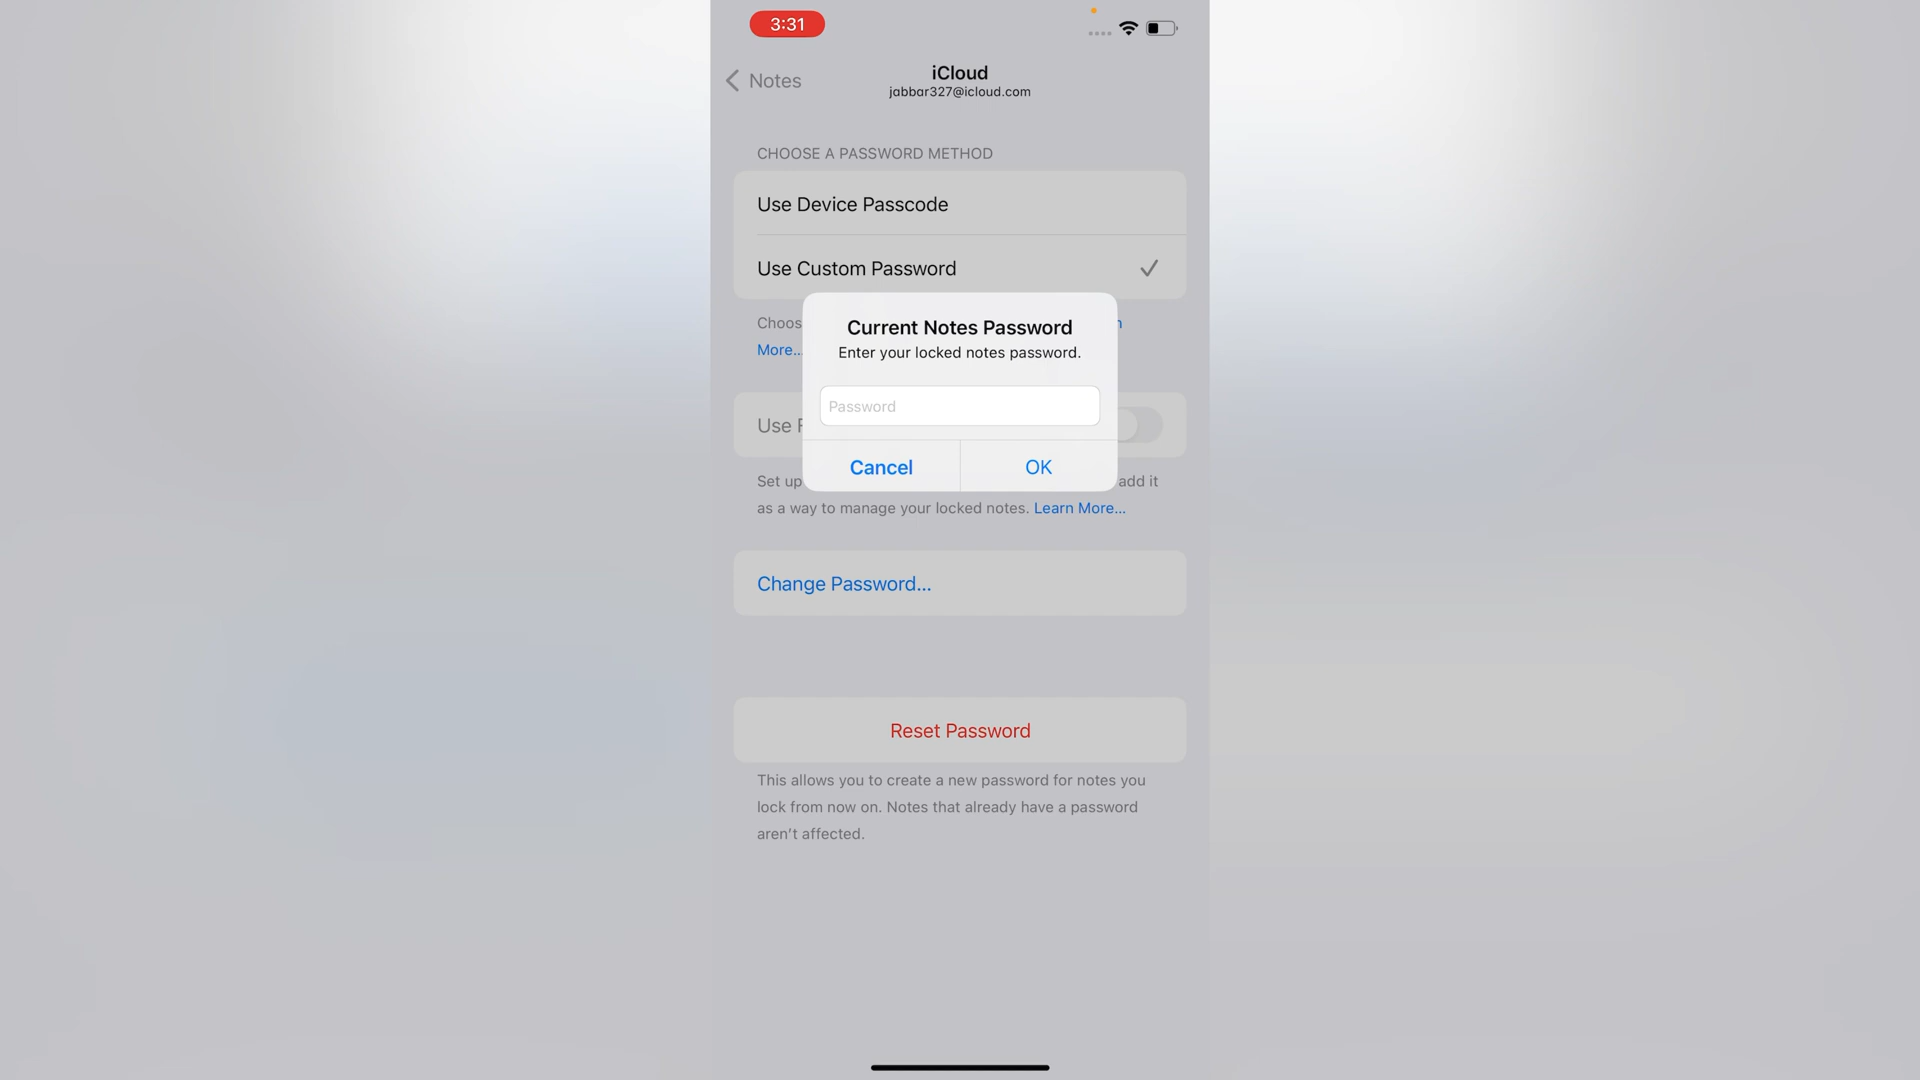 3:31
Notes
iCloud
jabbar327@icloud.com
CHOOSE A PASSWORD METHOD
Use Device Passcode
Use Custom Password
Choos
More...
Current Notes Password
Enter your locked notes password.
Password
Use F
Cancel
OK
Set up
add it
as a way to manage your locked notes. Learn More...
Change Password...
Reset Password
This allows you to create a new password for notes you
lock from now on. Notes that already have a password
aren't affected.